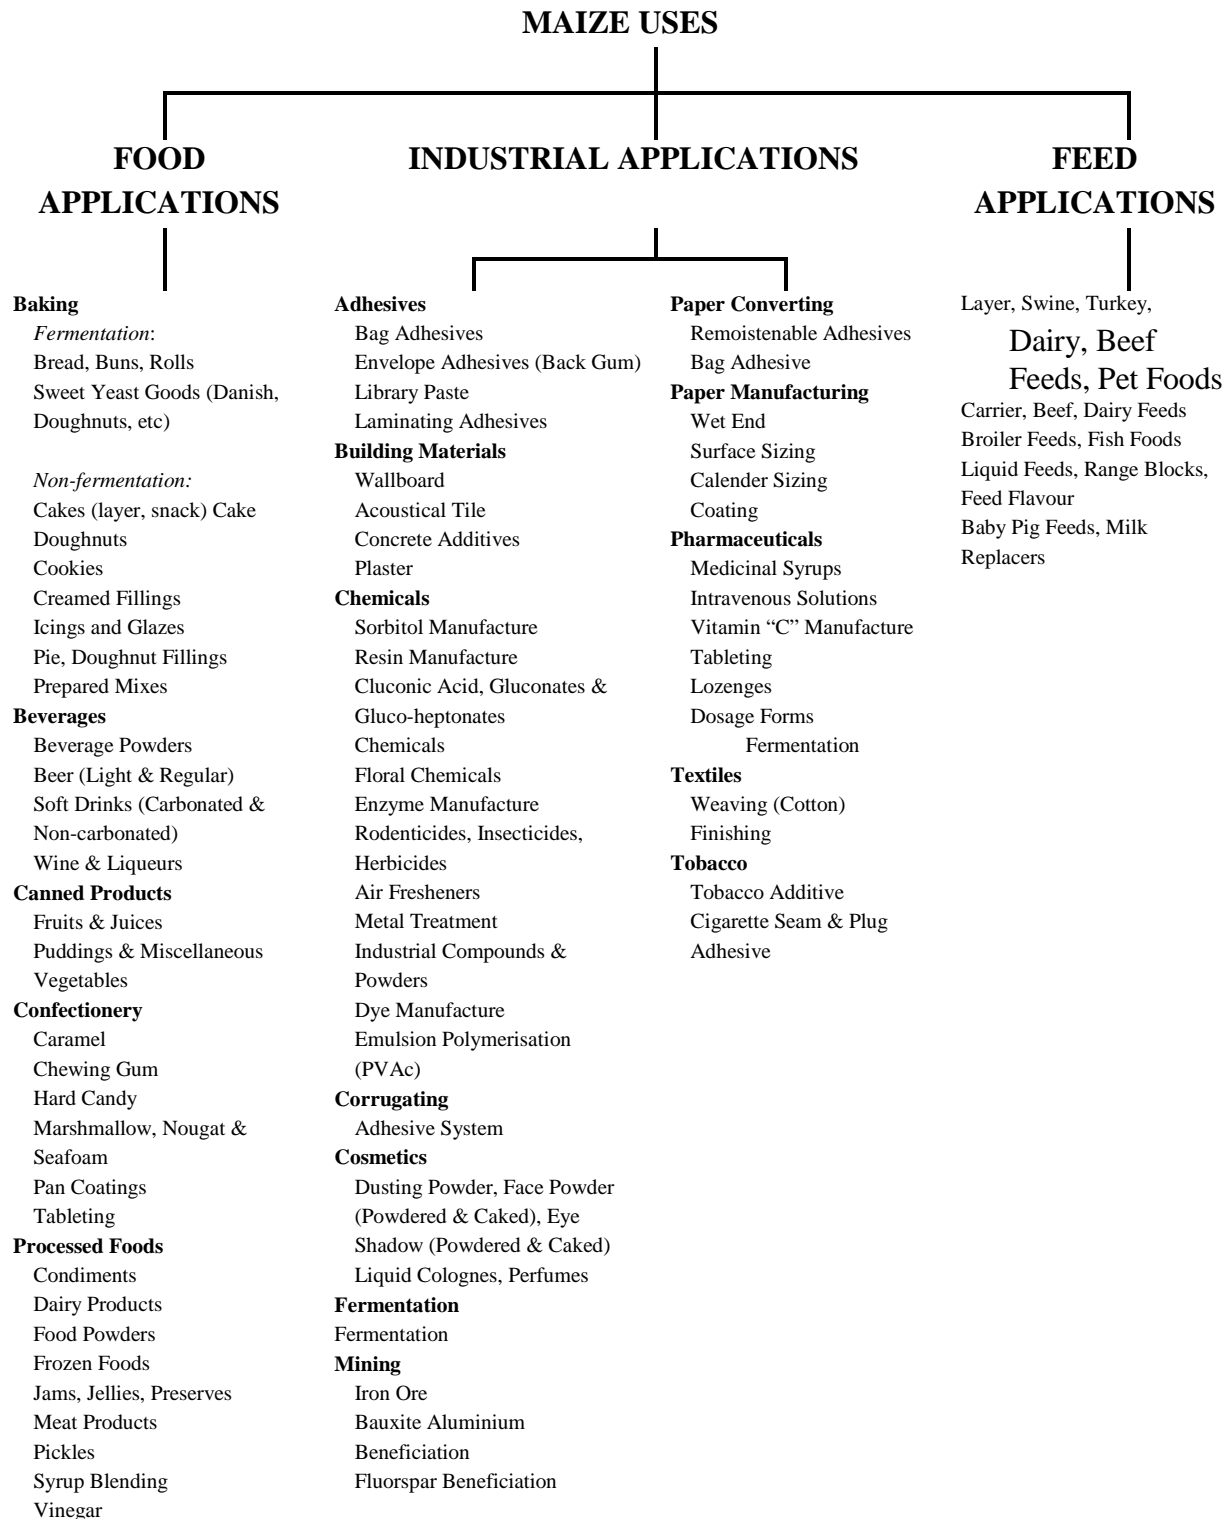 MAIZE USES
FOOD
APPLICATIONS
INDUSTRIAL APPLICATIONS
FEED
APPLICATIONS
Baking
Fermentation:
Bread, Buns, Rolls
Sweet Yeast Goods (Danish,
Doughnuts, etc)
Non-fermentation:
Cakes (layer, snack) Cake
Doughnuts
Cookies
Creamed Fillings
Icings and Glazes
Pie, Doughnut Fillings
Prepared Mixes
Beverages
Beverage Powders
Beer (Light & Regular)
Soft Drinks (Carbonated &
Non-carbonated)
Wine & Liqueurs
Canned Products
Fruits & Juices
Puddings & Miscellaneous
Vegetables
Confectionery
Caramel
Chewing Gum
Hard Candy
Marshmallow, Nougat &
Seafoam
Pan Coatings
Tableting
Processed Foods
Condiments
Dairy Products
Food Powders
Frozen Foods
Jams, Jellies, Preserves
Meat Products
Pickles
Syrup Blending
Vinegar
Adhesives
Bag Adhesives
Envelope Adhesives (Back Gum)
Library Paste
Laminating Adhesives
Building Materials
Wallboard
Acoustical Tile
Concrete Additives
Plaster
Chemicals
Sorbitol Manufacture
Resin Manufacture
Cluconic Acid, Gluconates &
Gluco-heptonates
Chemicals
Floral Chemicals
Enzyme Manufacture
Rodenticides, Insecticides,
Herbicides
Air Fresheners
Metal Treatment
Industrial Compounds &
Powders
Dye Manufacture
Emulsion Polymerisation
(PVAc)
Corrugating
Adhesive System
Cosmetics
Dusting Powder, Face Powder
(Powdered & Caked), Eye
Shadow (Powdered & Caked)
Liquid Colognes, Perfumes
Fermentation
Fermentation
Mining
Iron Ore
Bauxite Aluminium
Beneficiation
Fluorspar Beneficiation
Paper Converting
Remoistenable Adhesives
Bag Adhesive
Paper Manufacturing
Wet End
Surface Sizing
Calender Sizing
Coating
Pharmaceuticals
Medicinal Syrups
Intravenous Solutions
Vitamin “C” Manufacture
Tableting
Lozenges
Dosage Forms
Fermentation
Textiles
Weaving (Cotton)
Finishing
Tobacco
Tobacco Additive
Cigarette Seam & Plug
Adhesive
Layer, Swine, Turkey,
Dairy, Beef
Feeds, Pet Foods
Carrier, Beef, Dairy Feeds
Broiler Feeds, Fish Foods
Liquid Feeds, Range Blocks,
Feed Flavour
Baby Pig Feeds, Milk
Replacers